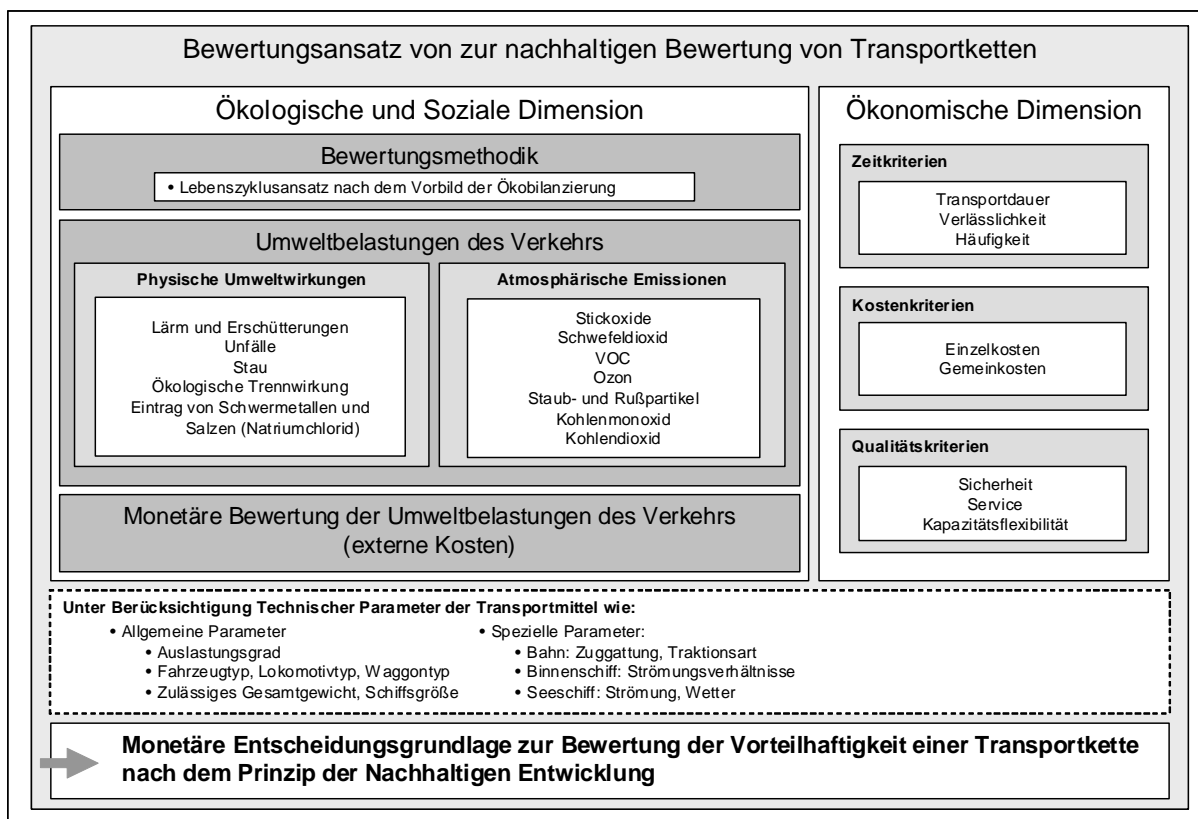 Bewertungsansatz von zur nachhaltigen Bewertung von Transportketten
Ökologische und Soziale Dimension
Bewertungsmethodik
• Lebenszyklusansatz nach dem Vorbild der Ökobilanzierung
Umweltbelastungen des Verkehrs
Physische Umweltwirkungen
Lärm und Erschütterungen
Unfälle
Stau
Ökologische Trennwirkung
Eintrag von Schwermetallen und
Salzen (Natriumchlorid)
Atmosphärische Emissionen
Stickoxide
Schwefeldioxid
VOC
Ozon
Staub- und Rußpartikel
Kohlenmonoxid
Kohlendioxid
Monetäre Bewertung der Umweltbelastungen des Verkehrs
(externe Kosten)
Ökonomische Dimension
Zeitkriterien
Transportdauer
Verlässlichkeit
Häufigkeit
Kostenkriterien
Einzelkosten
Gemeinkosten
Qualitätskriterien
Sicherheit
Service
Kapazitätsflexibilität
Unter Berücksichtigung Technischer Parameter der Transportmittel wie:
• Allgemeine Parameter
• Auslastungsgrad
• Fahrzeugtyp, Lokomotivtyp, Waggontyp
• Zulässiges Gesamtgewicht, Schiffsgröße
• Spezielle Parameter:
• Bahn: Zuggattung, Traktionsart
• Binnenschiff: Strömungsverhältnisse
• Seeschiff: Strömung, Wetter
Monetäre Entscheidungsgrundlage zur Bewertung der Vorteilhaftigkeit einer Transportkette
nach dem Prinzip der Nachhaltigen Entwicklung